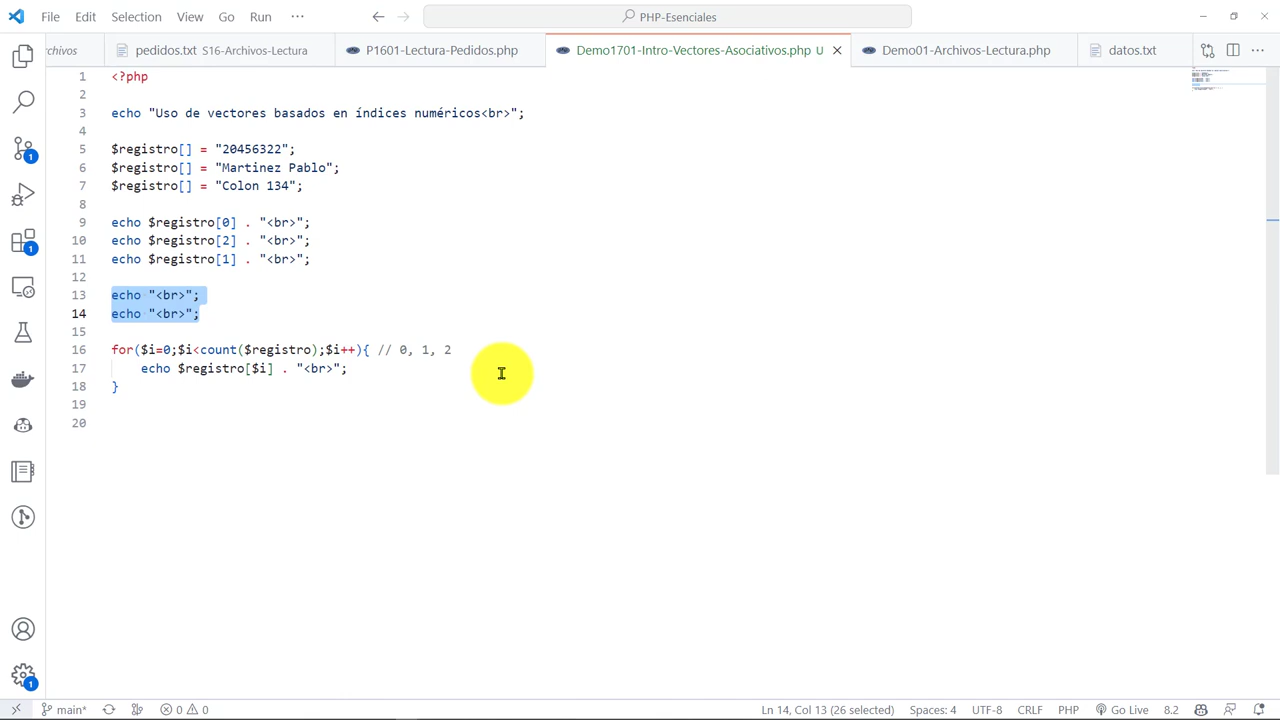 File Edit Selection View Go Run ··· PHP-Esenciales
rchivos pedidos.txt S16-Archivos-Lectura P1601-Lectura-Pedidos.php Demo1701-Intro-Vectores-Asociativos.php U Demo01-Archivos-Lectura.php datos.txt
1 <?php
2
3 echo "Uso de vectores basados en índices numéricos<br>";
4
5 $registro[] = "20456322";
6 $registro[] = "Martinez Pablo";
7 $registro[] = "Colon 134";
8
9 echo $registro[0] . "<br>";
10 echo $registro[2] . "<br>";
11 echo $registro[1] . "<br>";
12
13 echo "<br>";
14 echo "<br>";
15
16 for($i=0;$i<count($registro);$i++){ // 0, 1, 2
17 echo $registro[$i] . "<br>";
18 }
19
20
1
1
1
main* 0 0 Ln 14, Col 13 (26 selected) Spaces: 4 UTF-8 CRLF PHP Go Live 8.2